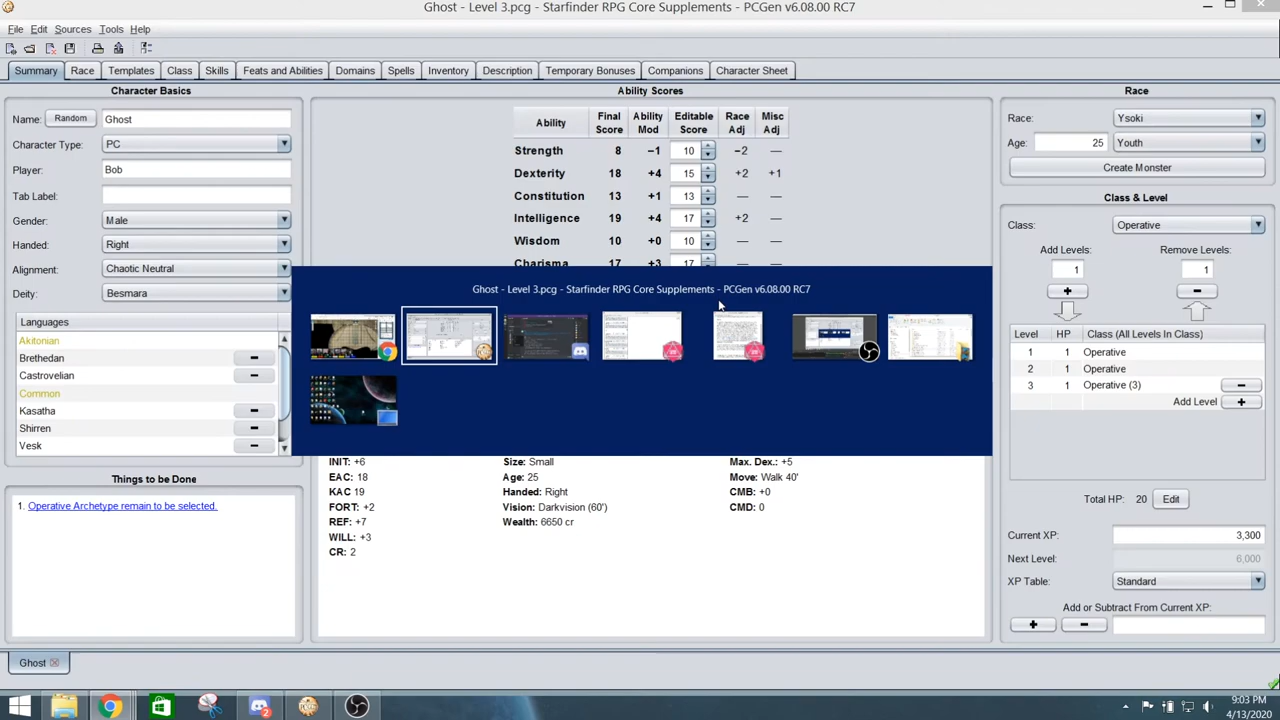 Ghost - Level 3.pcg - Starfinder RPG Core Supplements - PCGen v6.08.00 RC7
File Edit Sources Tools Help
Summary Race Templates Class Skills Feats and Abilities Domains Spells Inventory Description Temporary Bonuses Companions Character Sheet
Character Basics
Name: Random Ghost
Character Type: PC
Player: Bob
Tab Label:
Gender: Male
Handed: Right
Alignment: Chaotic Neutral
Deity: Besmara
Languages
Akitonian
Brethedan
Castrovelian
Common
Kasatha
Shirren
Vesk
Things to be Done
1. Operative Archetype remain to be selected.
Ability Scores
Ability Final Score Ability Mod Editable Score Race Adj Misc Adj
Strength 8 −1 10 −2 —
Dexterity 18 +4 15 +2 +1
Constitution 13 +1 13 — —
Intelligence 19 +4 17 +2 —
Wisdom 10 +0 10 — —
Charisma 17 +3 17 — —
Ghost - Level 3.pcg - Starfinder RPG Core Supplements - PCGen v6.08.00 RC7
INIT: +6 Size: Small Max. Dex.: +5
EAC: 18 Age: 25 Move: Walk 40'
KAC 19 Handed: Right CMB: +0
FORT: +2 Vision: Darkvision (60') CMD: 0
REF: +7 Wealth: 6650 cr
WILL: +3
CR: 2
Race
Race: Ysoki
Age: 25 Youth
Create Monster
Class & Level
Class: Operative
Add Levels: Remove Levels:
1 1
+ −
Level HP Class (All Levels In Class)
1 1 Operative
2 1 Operative
3 1 Operative (3)
Add Level +
Total HP: 20 Edit
Current XP: 3,300
Next Level: 6,000
XP Table: Standard
Add or Subtract From Current XP:
+ −
Ghost
9:03 PM
4/13/2020